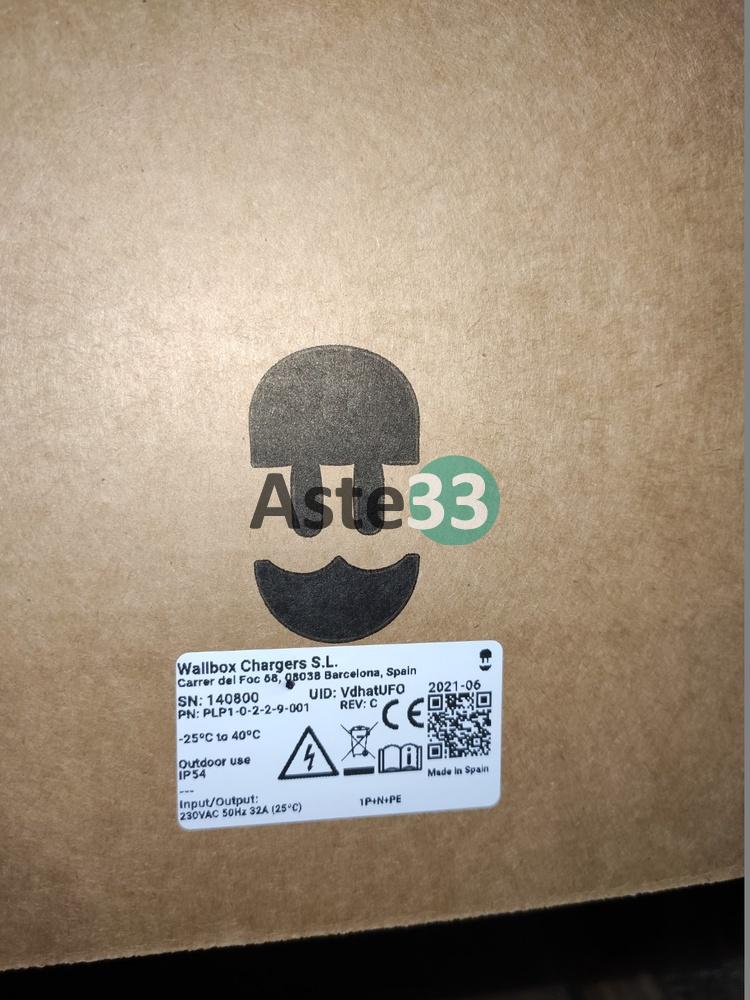 Aste33
Wallbox Chargers S.L.
Carrer del Foc 68, 08038 Barcelona, Spain
SN: 140800 UID: VdhatUFO 2021-06
PN: PLP1-0-2-2-9-001 REV: C CE
-25ºC to 40ºC
Outdoor use
IP54
Made in Spain
---
Input/Output: 1P+N+PE
230VAC 50Hz 32A (25ºC)